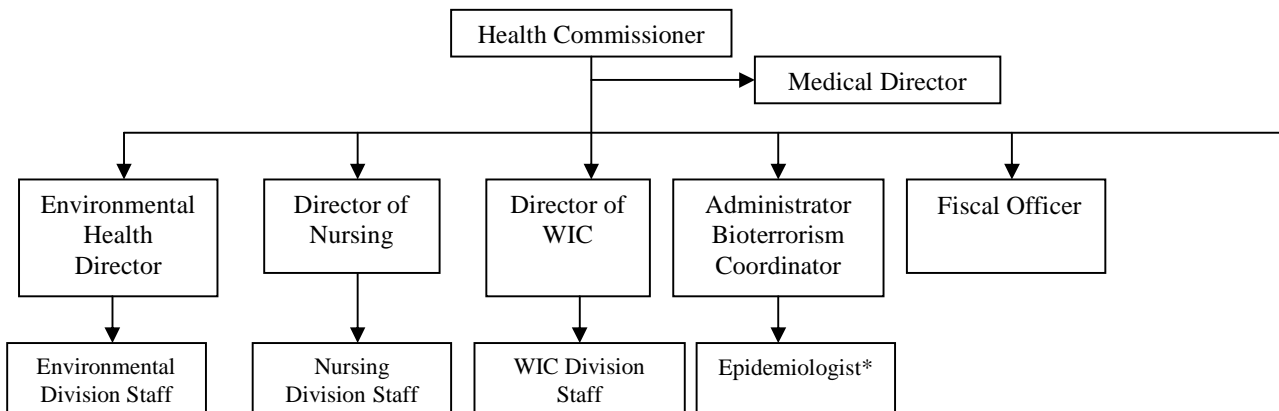 Health Commissioner
Medical Director
Environmental
Health
Director
Director of
Nursing
Director of
WIC
Administrator
Bioterrorism
Coordinator
Fiscal Officer
Environmental
Division Staff
Nursing
Division Staff
WIC Division
Staff
Epidemiologist*